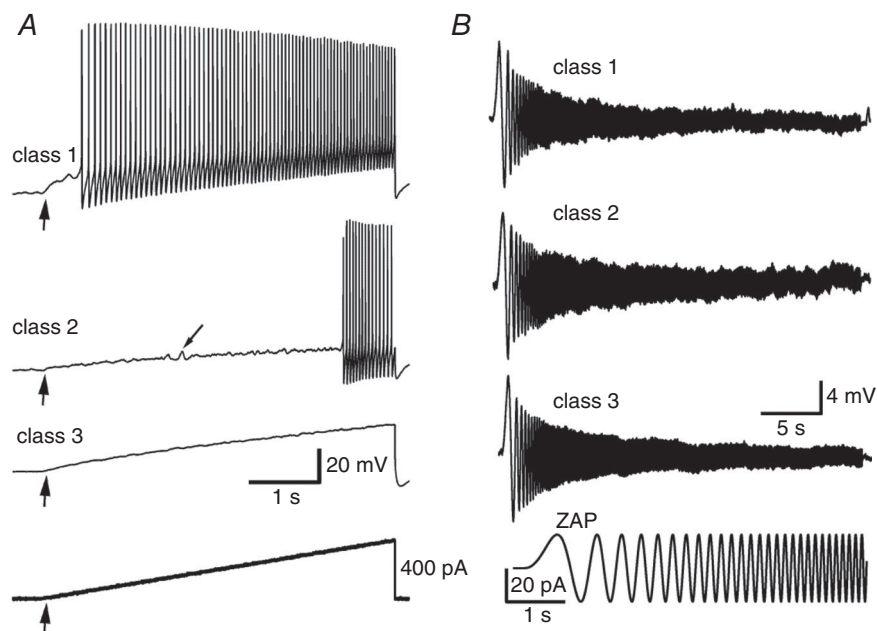 A
class 1
class 2
class 3
20 mV
1 s
400 pA
B
class 1
class 2
class 3
4 mV
5 s
ZAP
20 pA
1 s